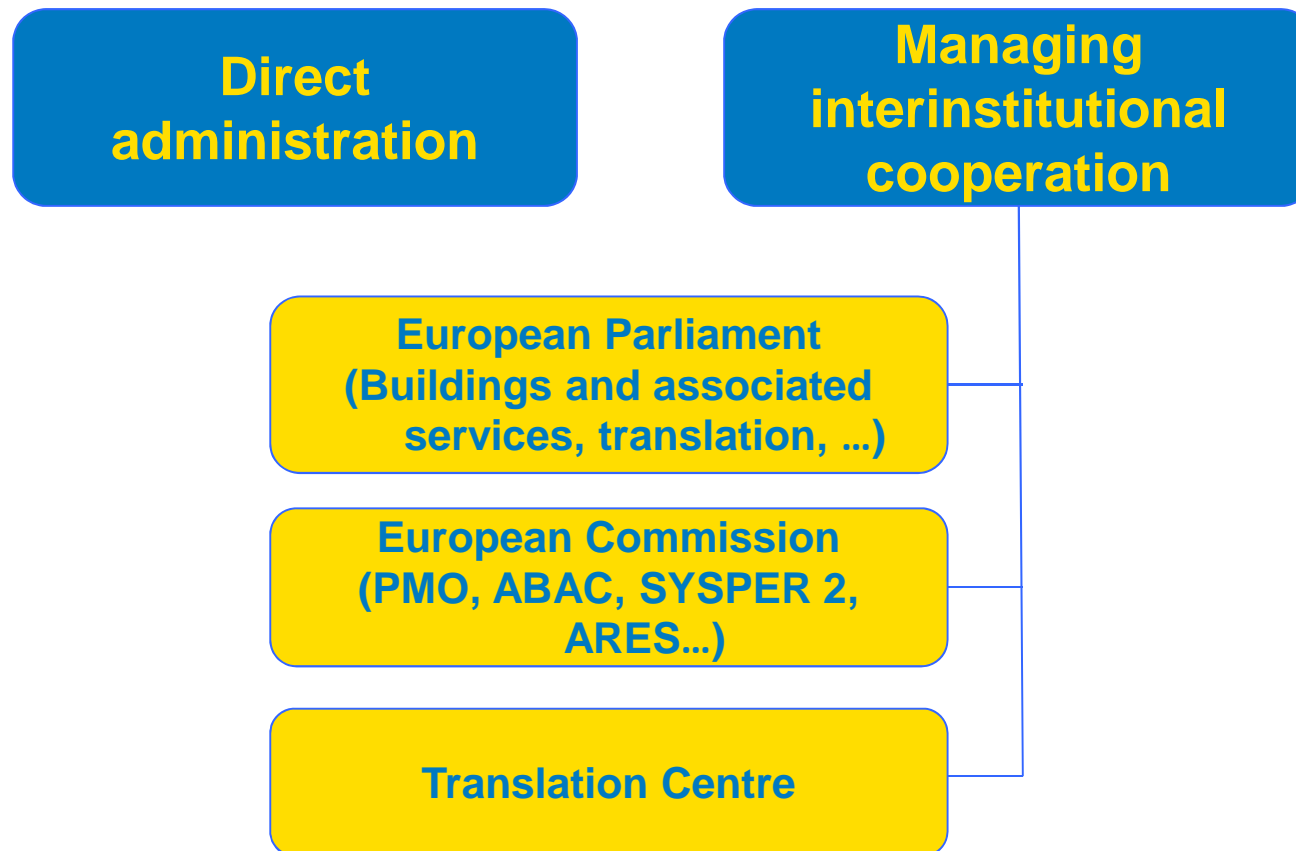 Direct
administration
Managing
interinstitutional
cooperation
European Parliament
(Buildings and associated
services, translation, ...)
European Commission
(PMO, ABAC, SYSPER 2,
ARES...)
Translation Centre